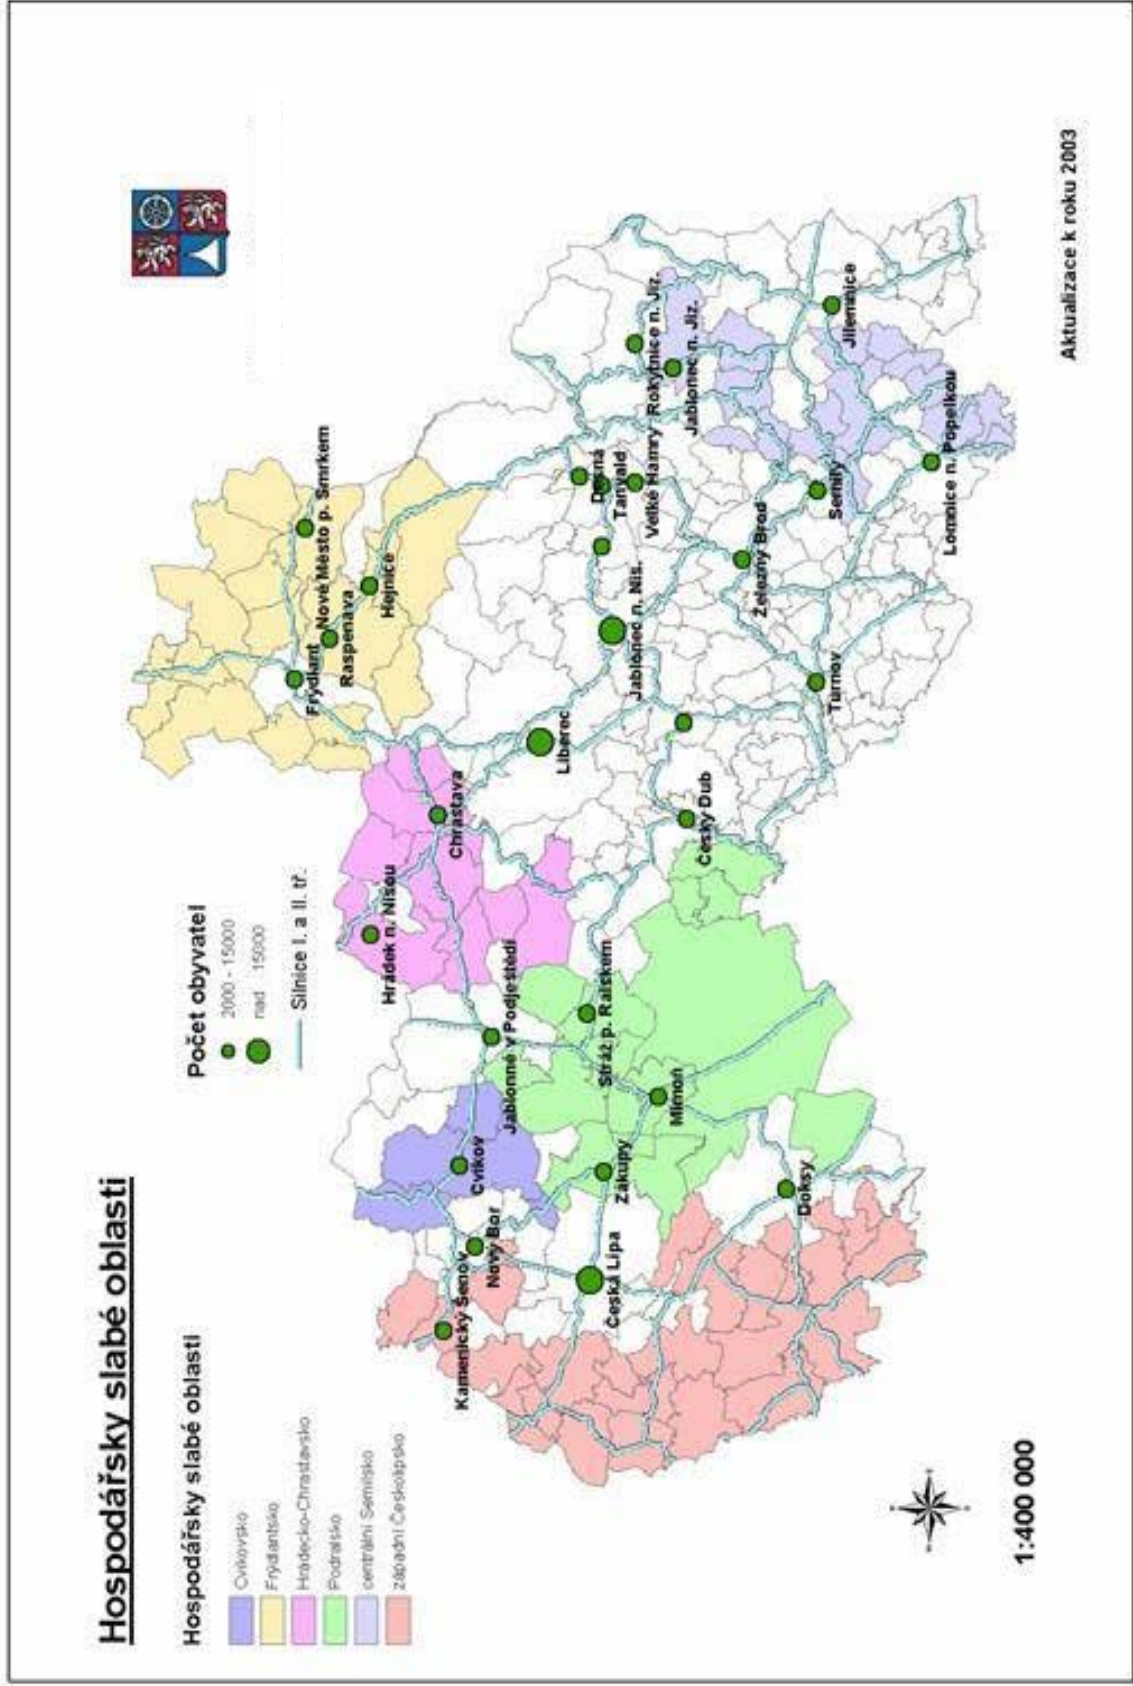 Hospodářsky slabé oblasti
Hospodářsky slabé oblasti
Cvikovsko
Frýdlantsko
Hrádecko-Chrastavsko
Podralsko
centrální Semilsko
západní Českolipsko
Počet obyvatel
2000 - 15000
nad 15000
Silnice I. a II. tř.
Frýdlant
Nové Město p. Smrkem
Raspenava
Hejnice
Hrádek n. Nisou
Chrastava
Kamenický Šenov
Cvikov
Nový Bor
Jablonné v Podještědí
Liberec
Česká Lípa
Zákupy
Stráž p. Ralskem
Jablonec n. Nis.
Desná
Tanvald
Velké Hamry
Rokytnice n. Jiz.
Jablonec n. Jiz.
Mimoň
Český Dub
Železný Brod
Doksy
Turnov
Semily
Jilemnice
Lomnice n. Popelkou
1:400 000
Aktualizace k roku 2003